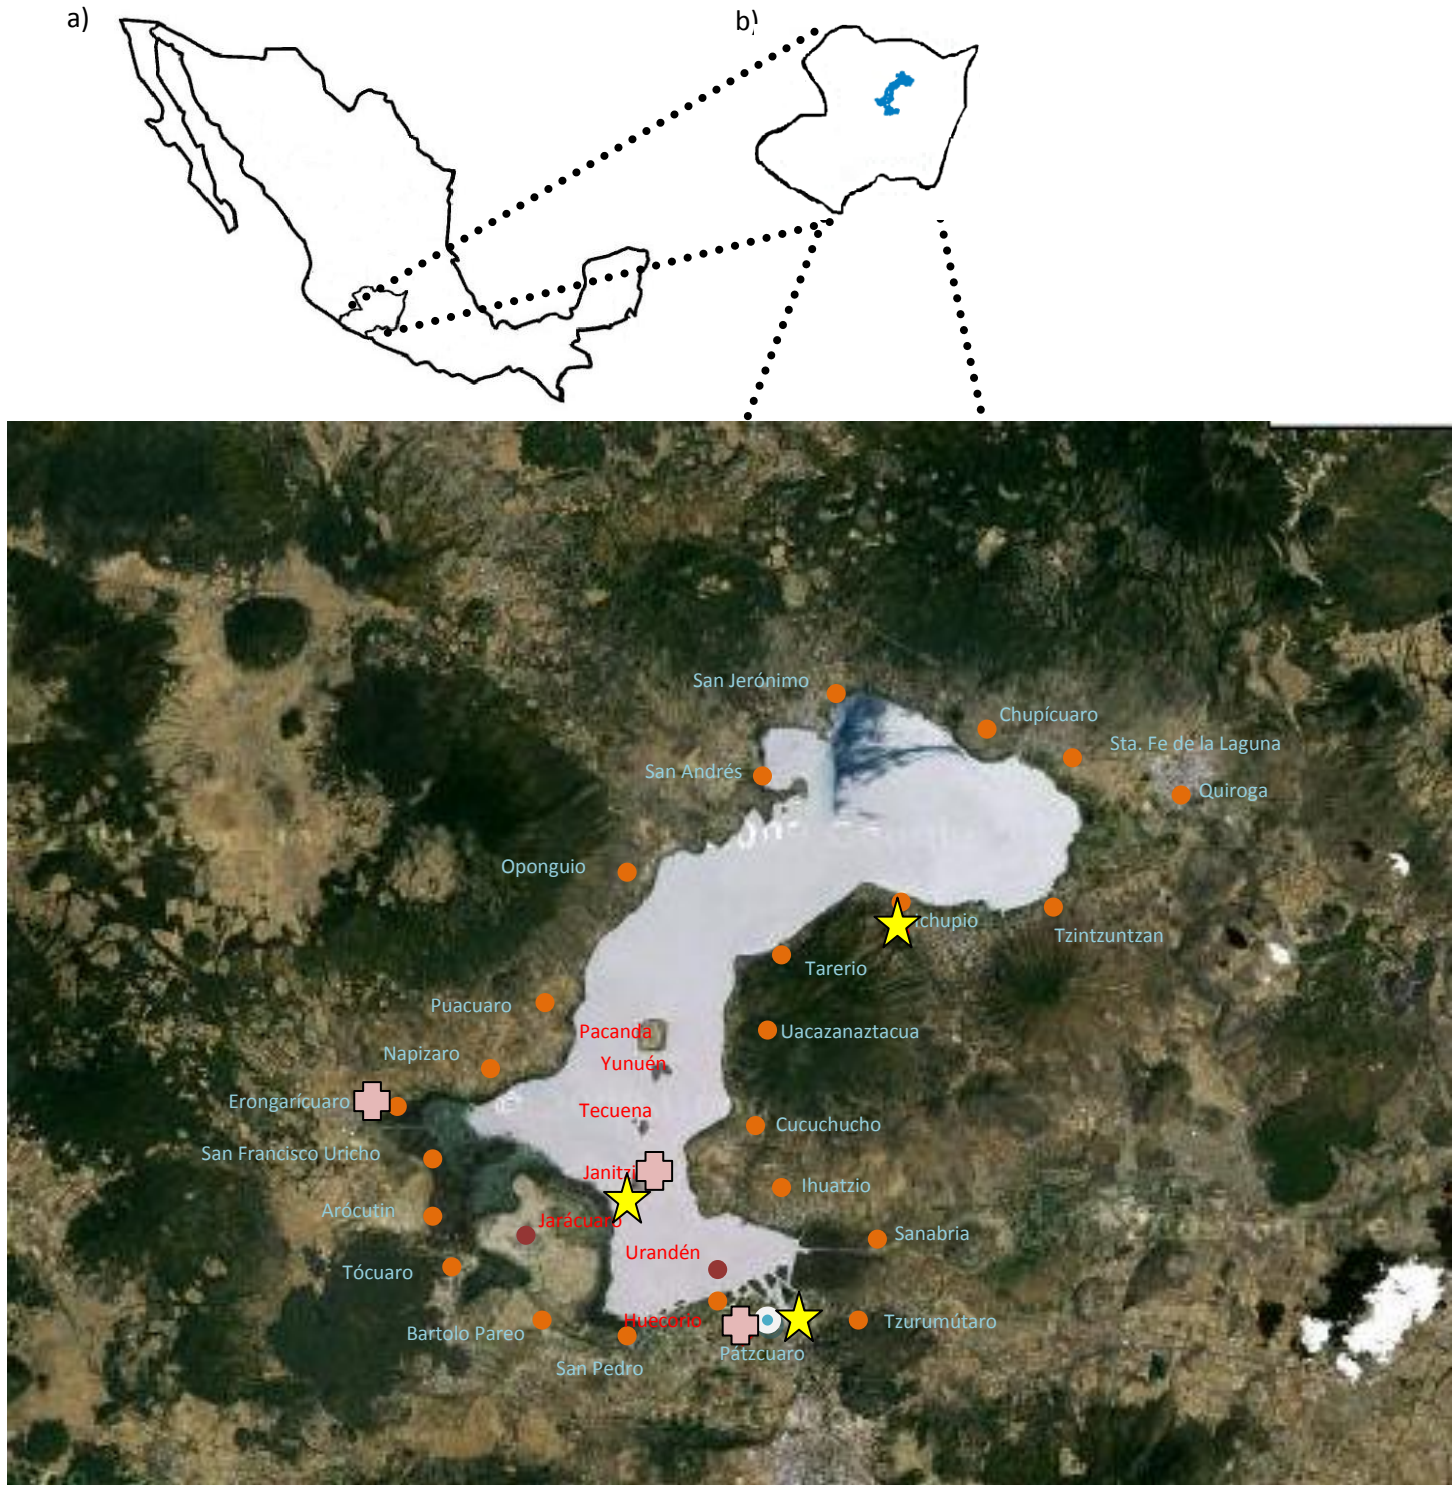 a)
b)
San Jerónimo
Chupícuaro
Sta. Fe de la Laguna
San Andrés
Quiroga
Oponguio
chupio
Tzintzuntzan
Tarerio
Puacuaro
Pacanda
Uacazanaztacua
Yunuén
Napizaro
Erongarícuaro
Tecuena
Cucuchucho
San Francisco Uricho
Janitzi
Ihuatzio
Arócutin
Jarácuaro
Sanabria
Urandén
Tócuaro
Huecorio
Tzurumútaro
Bartolo Pareo
Pátzcuaro
San Pedro